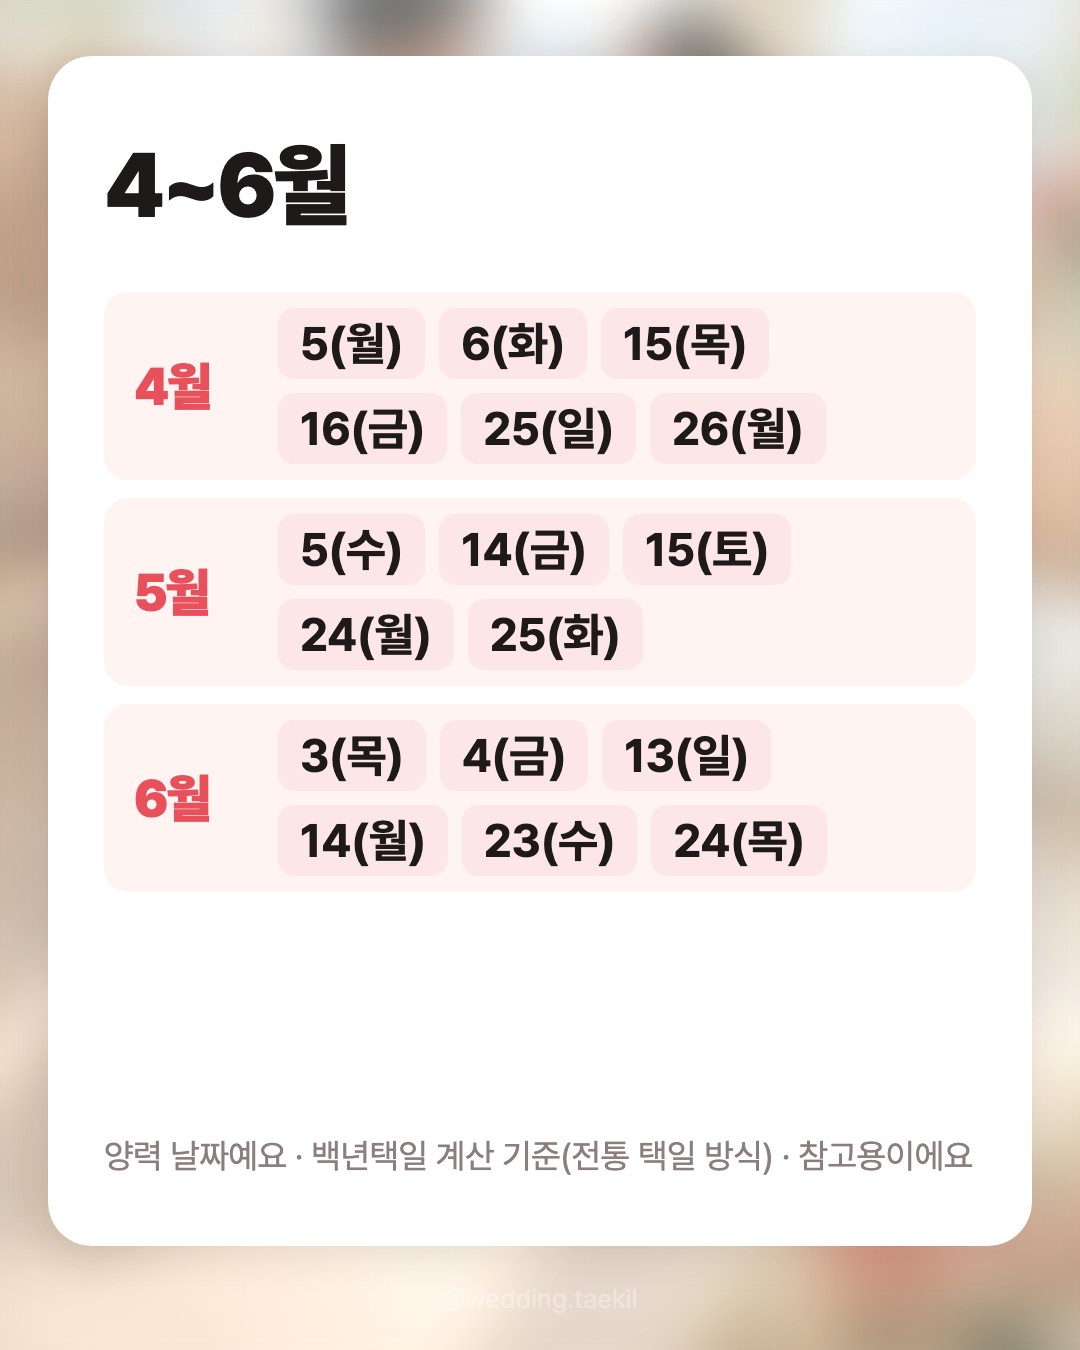 4~6월
4월
5(월) 6(화) 15(목)
16(금) 25(일) 26(월)
5월
5(수) 14(금) 15(토)
24(월) 25(화)
6월
3(목) 4(금) 13(일)
14(월) 23(수) 24(목)
양력 날짜예요 · 백년택일 계산 기준(전통 택일 방식) · 참고용이에요
@wedding.taekil